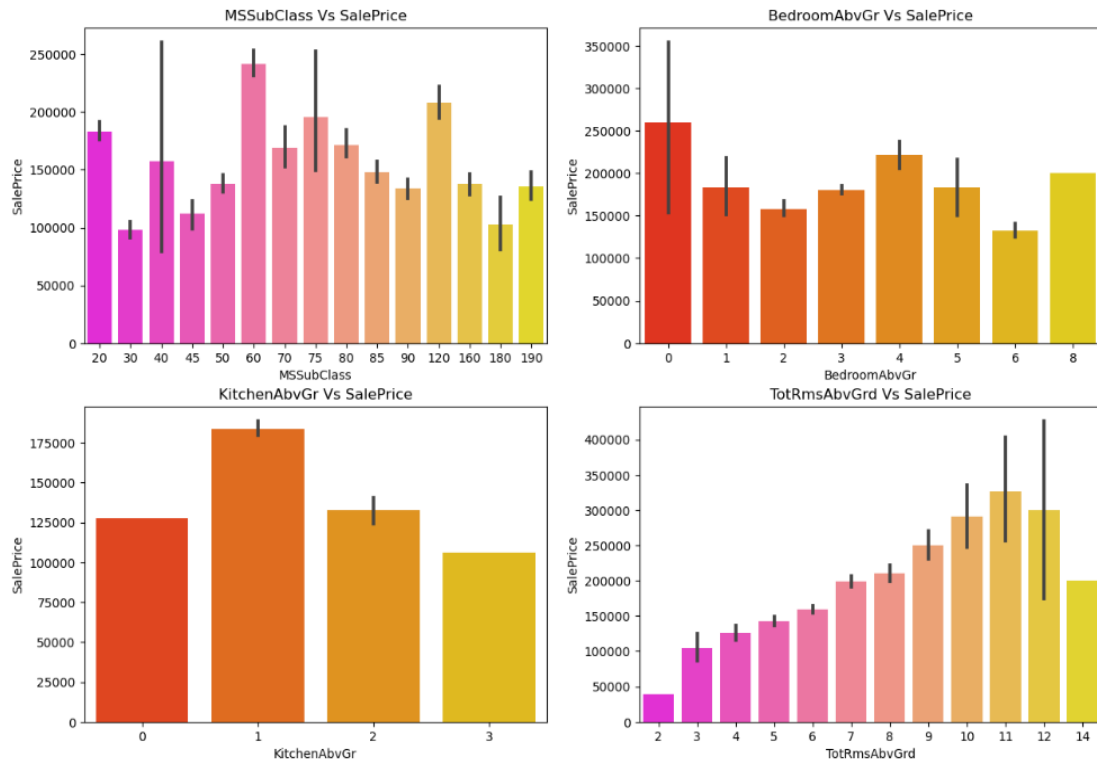 MSSubClass Vs SalePrice
250000
200000
150000
100000
50000
0
SalePrice
20 30 40 45 50 60 70 75 80 85 90 120 160 180 190
MSSubClass
BedroomAbvGr Vs SalePrice
350000
300000
250000
200000
150000
100000
50000
0
SalePrice
0 1 2 3 4 5 6 8
BedroomAbvGr
KitchenAbvGr Vs SalePrice
175000
150000
125000
100000
75000
50000
25000
0
SalePrice
0 1 2 3
KitchenAbvGr
TotRmsAbvGrd Vs SalePrice
400000
350000
300000
250000
200000
150000
100000
50000
0
SalePrice
2 3 4 5 6 7 8 9 10 11 12 14
TotRmsAbvGrd